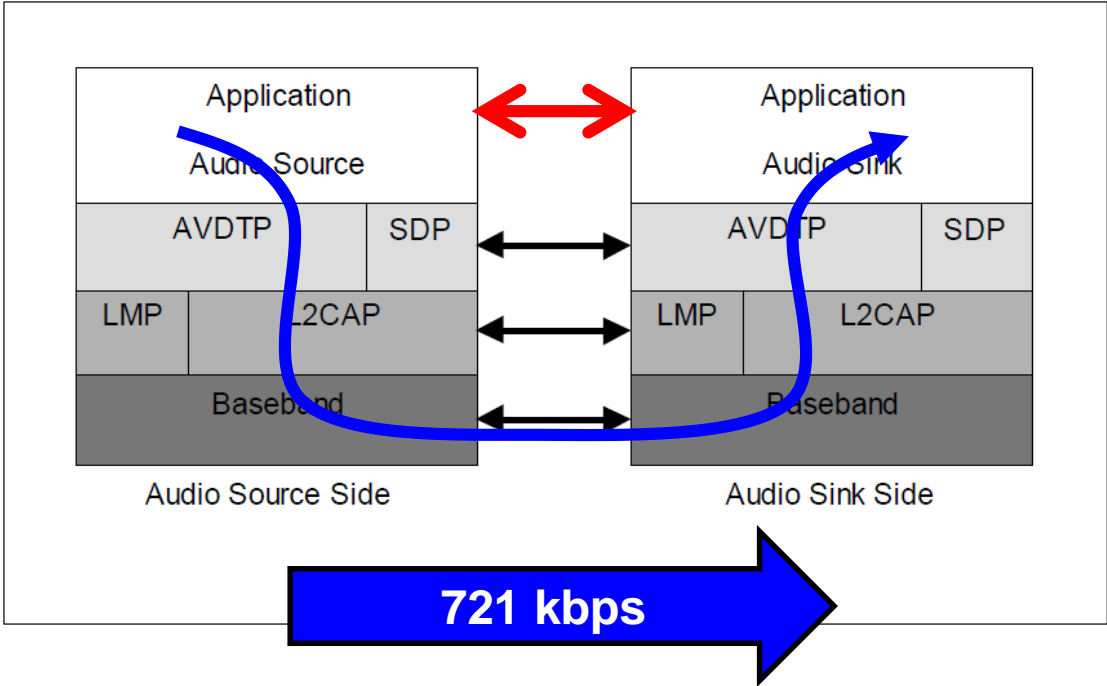 Application
Audio Source
AVDTP SDP
LMP L2CAP
Baseband
Audio Source Side
Application
Audio Sink
AVDTP SDP
LMP L2CAP
Baseband
Audio Sink Side
721 kbps